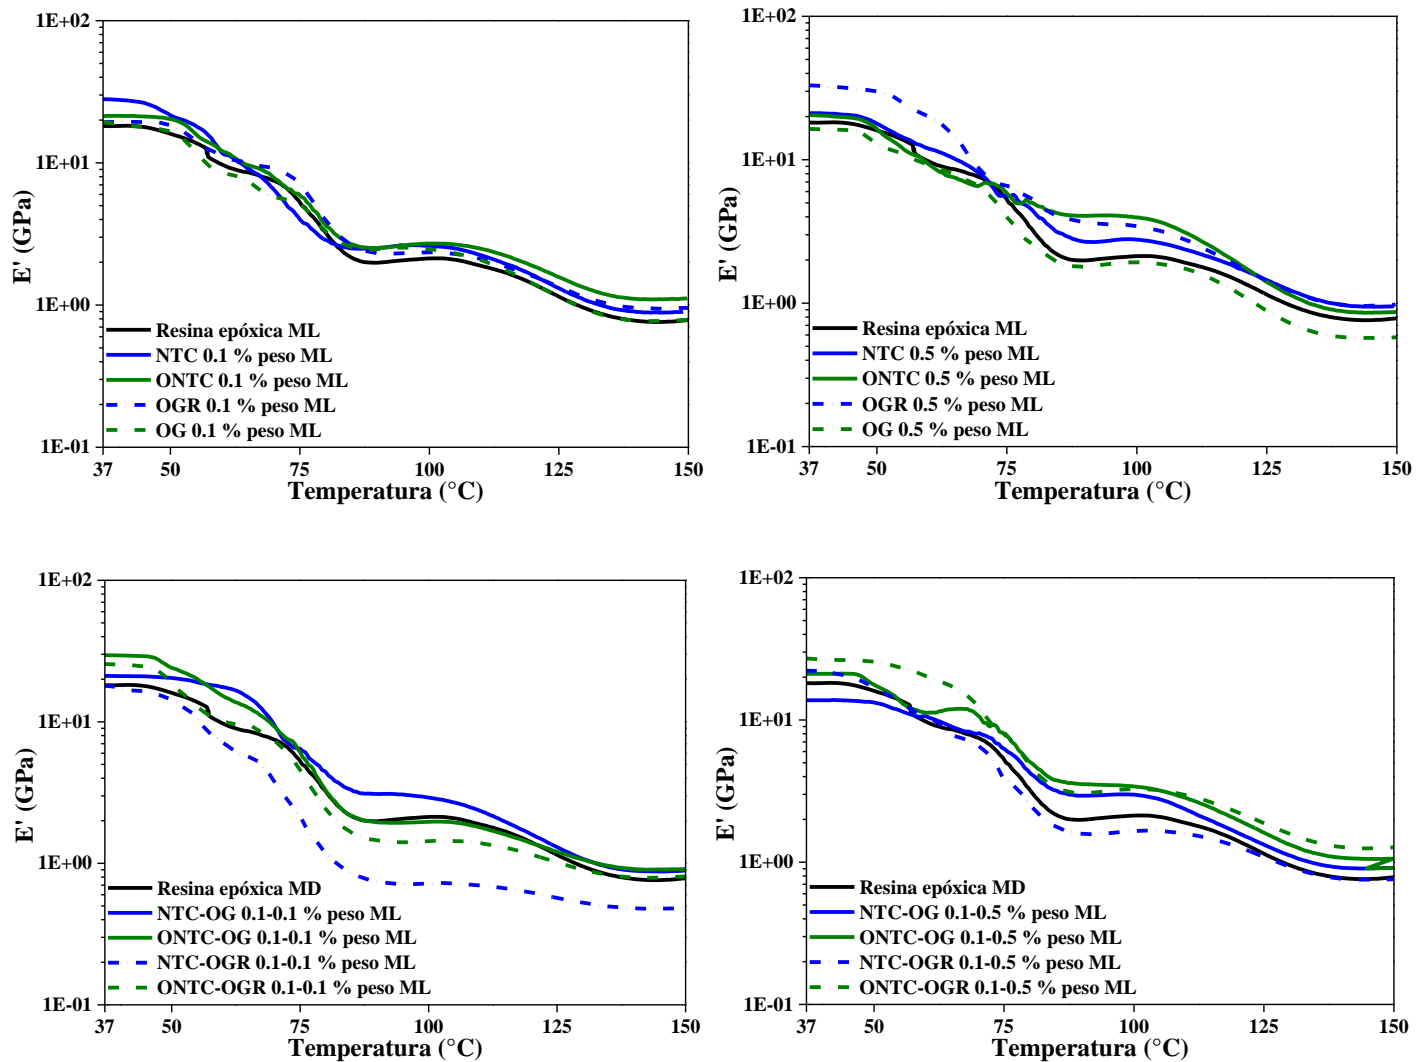 1E+02
1E+01
1E+00
1E-01
E' (GPa)
Resina epóxica ML
NTC 0.1 % peso ML
ONTC 0.1 % peso ML
OGR 0.1 % peso ML
OG 0.1 % peso ML
37 50 75 100 125 150
Temperatura (°C)
1E+02
1E+01
1E+00
1E-01
E' (GPa)
Resina epóxica ML
NTC 0.5 % peso ML
ONTC 0.5 % peso ML
OGR 0.5 % peso ML
OG 0.5 % peso ML
37 50 75 100 125 150
Temperatura (°C)
1E+02
1E+01
1E+00
1E-01
E' (GPa)
Resina epóxica MD
NTC-OG 0.1-0.1 % peso ML
ONTC-OG 0.1-0.1 % peso ML
NTC-OGR 0.1-0.1 % peso ML
ONTC-OGR 0.1-0.1 % peso ML
37 50 75 100 125 150
Temperatura (°C)
1E+02
1E+01
1E+00
1E-01
E' (GPa)
Resina epóxica MD
NTC-OG 0.1-0.5 % peso ML
ONTC-OG 0.1-0.5 % peso ML
NTC-OGR 0.1-0.5 % peso ML
ONTC-OGR 0.1-0.5 % peso ML
37 50 75 100 125 150
Temperatura (°C)